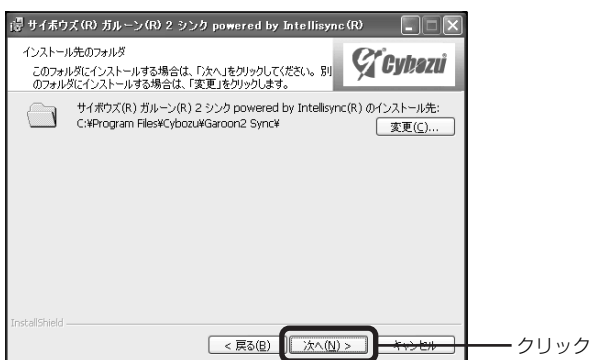 サイボウズ(R) ガルーン(R) 2 シンク powered by Intellisync(R)
インストール先のフォルダ
このフォルダにインストールする場合は、「次へ」をクリックしてください。別
のフォルダにインストールする場合は、「変更」をクリックします。
Cybozu
サイボウズ(R) ガルーン(R) 2 シンク powered by Intellisync(R) のインストール先:
C:¥Program Files¥Cybozu¥Garoon2 Sync¥
変更(C)...
InstallShield
< 戻る(B) 次へ(N) > キャンセル
クリック